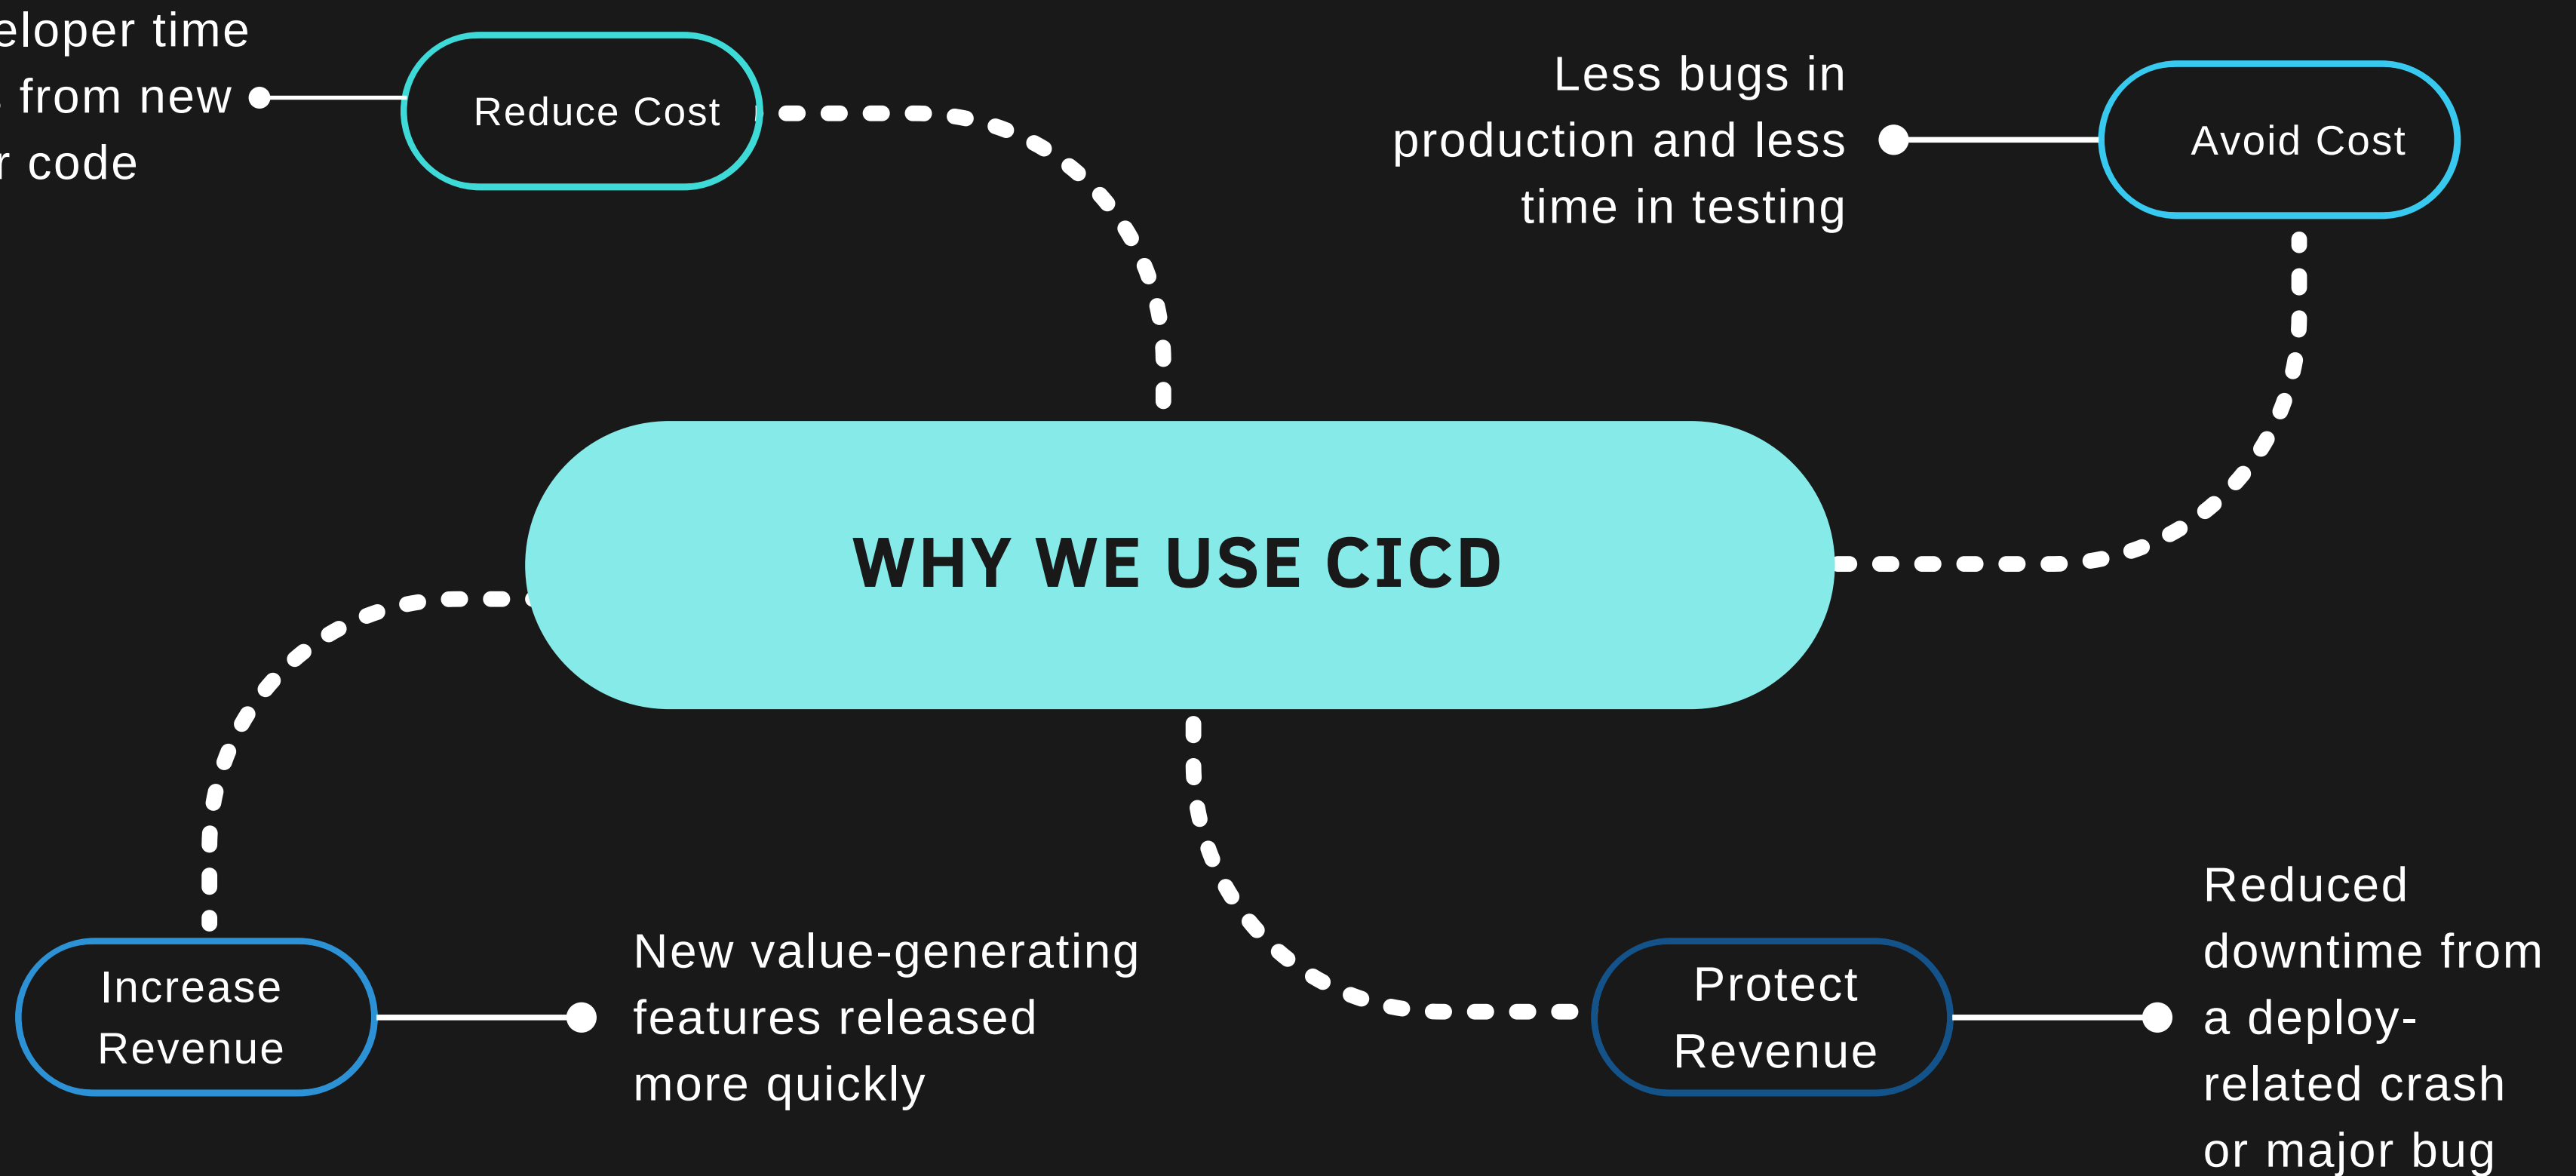 time
from new
code
Reduce Cost
Less bugs in
production and less
time in testing
Avoid Cost
WHY WE USE CICD
Increase
Revenue
New value-generating
features released
more quickly
Protect
Revenue
Reduced
downtime from
a deploy-
related crash
or major bug